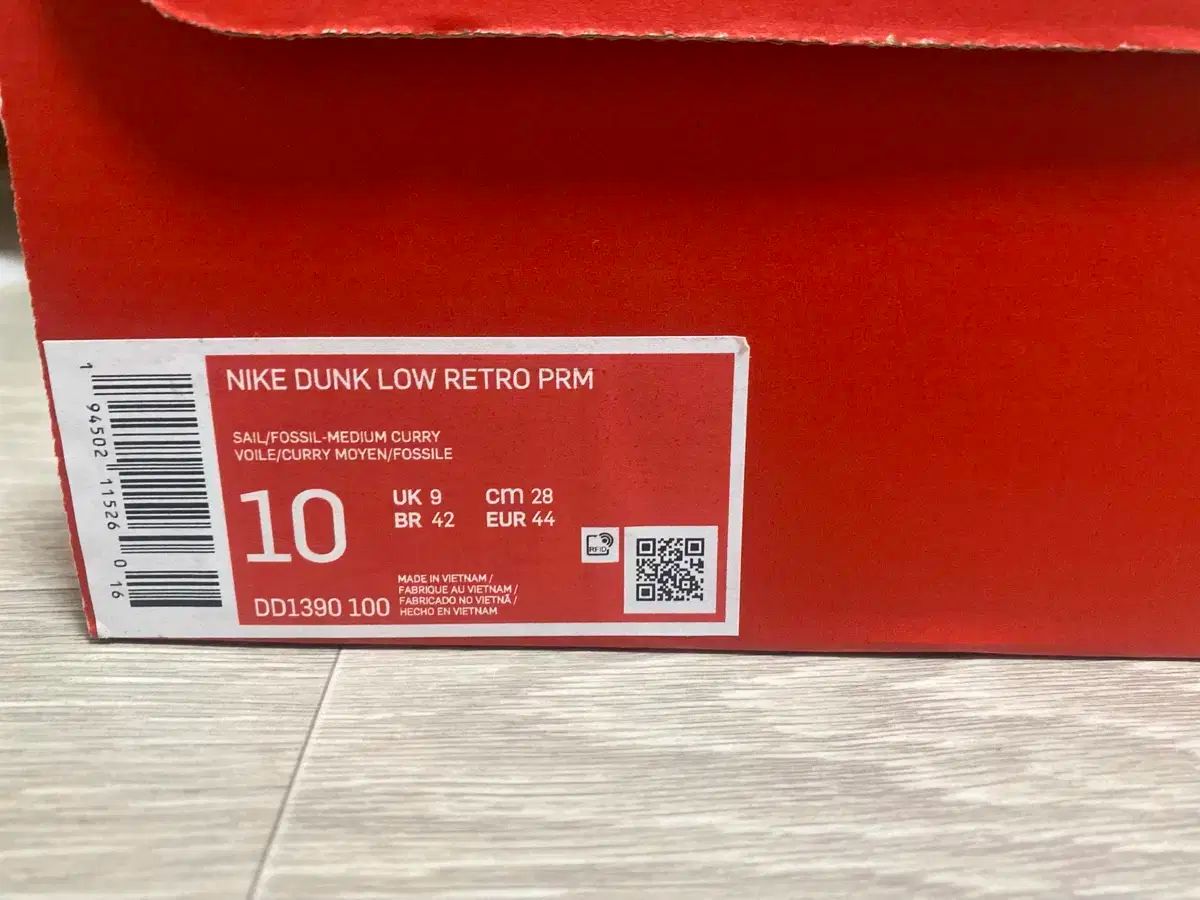 NIKE DUNK LOW RETRO PRM
SAIL/FOSSIL-MEDIUM CURRY
VOILE/CURRY MOYEN/FOSSILE
10
UK 9 cm 28
BR 42 EUR 44
RFID
DD1390 100
MADE IN VIETNAM /
FABRIQUE AU VIETNAM /
FABRICADO NO VIETNÃ /
HECHO EN VIETNAM
1 94502 11526 0 16